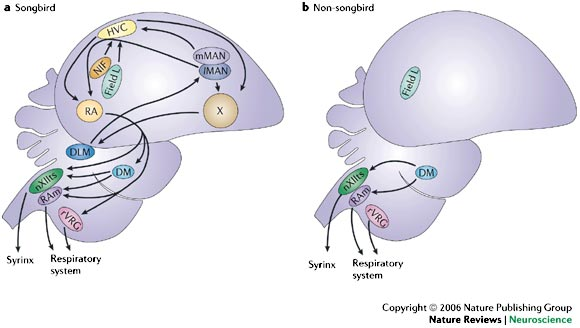 a Songbird
HVC
mMAN
lMAN
NIF
Field L
RA
X
DLM
DM
nXIIts
RAm
rVRG
Syrinx
Respiratory
system
b Non-songbird
Field L
DM
nXIIts
RAm
rVRG
Syrinx
Respiratory
system
Copyright © 2006 Nature Publishing Group
Nature Reviews | Neuroscience